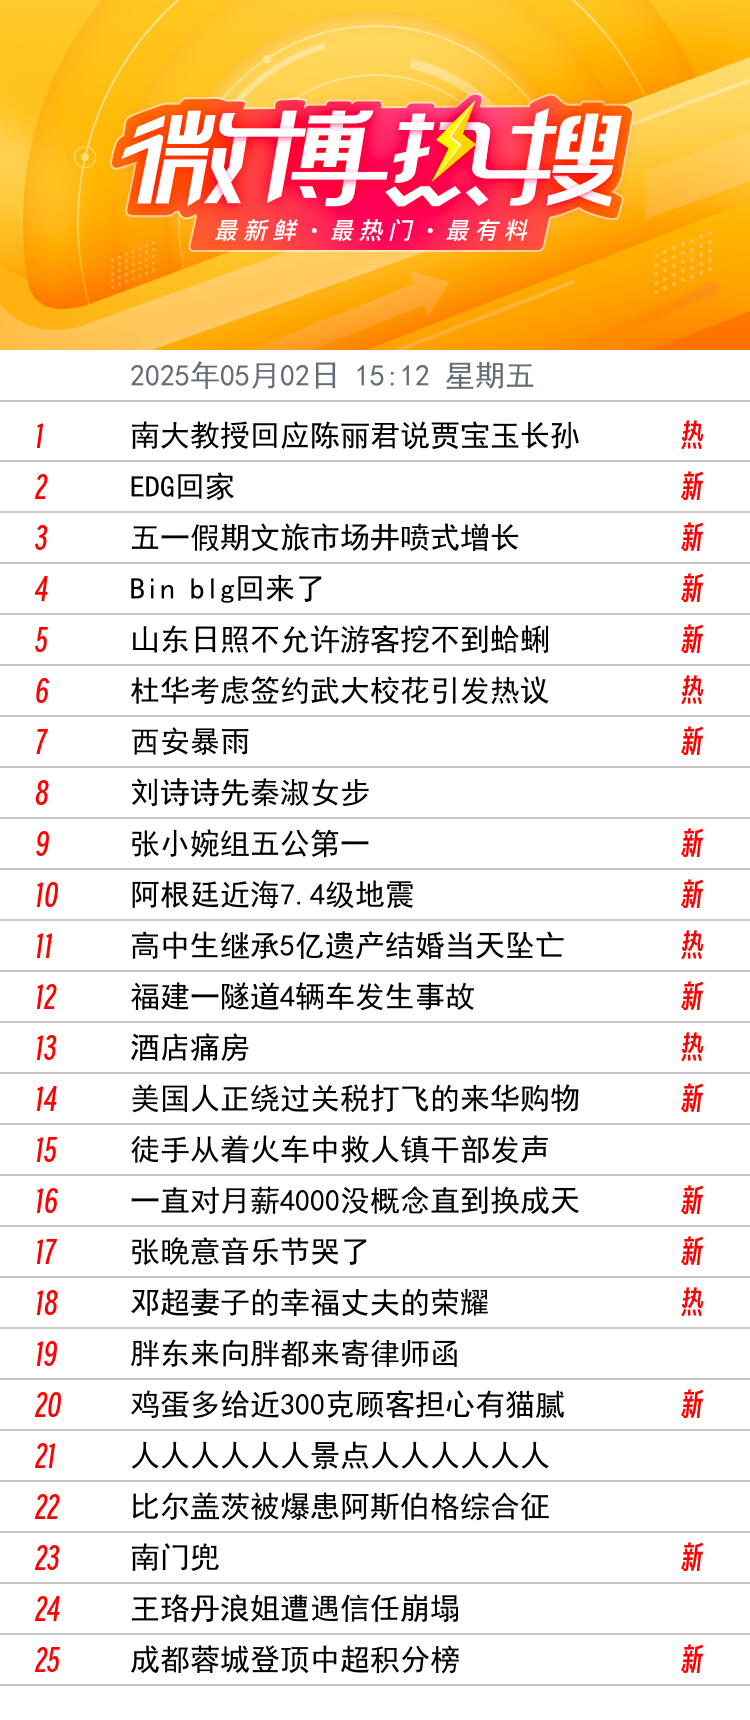 微博热搜
最新鲜·最热门·最有料
2025年05月02日 15:12 星期五
1 南大教授回应陈丽君说贾宝玉长孙 热
2 EDG回家 新
3 五一假期文旅市场井喷式增长 新
4 Bin blg回来了 新
5 山东日照不允许游客挖不到蛤蜊 新
6 杜华考虑签约武大校花引发热议 热
7 西安暴雨 新
8 刘诗诗先秦淑女步
9 张小婉组五公第一 新
10 阿根廷近海7.4级地震 新
11 高中生继承5亿遗产结婚当天坠亡 热
12 福建一隧道4辆车发生事故 新
13 酒店痛房 热
14 美国人正绕过关税打飞的来华购物 新
15 徒手从着火车中救人镇干部发声
16 一直对月薪4000没概念直到换成天 新
17 张晚意音乐节哭了 新
18 邓超妻子的幸福丈夫的荣耀 热
19 胖东来向胖都来寄律师函
20 鸡蛋多给近300克顾客担心有猫腻 新
21 人人人人人人景点人人人人人人
22 比尔盖茨被爆患阿斯伯格综合征
23 南门兜 新
24 王珞丹浪姐遭遇信任崩塌
25 成都蓉城登顶中超积分榜 新